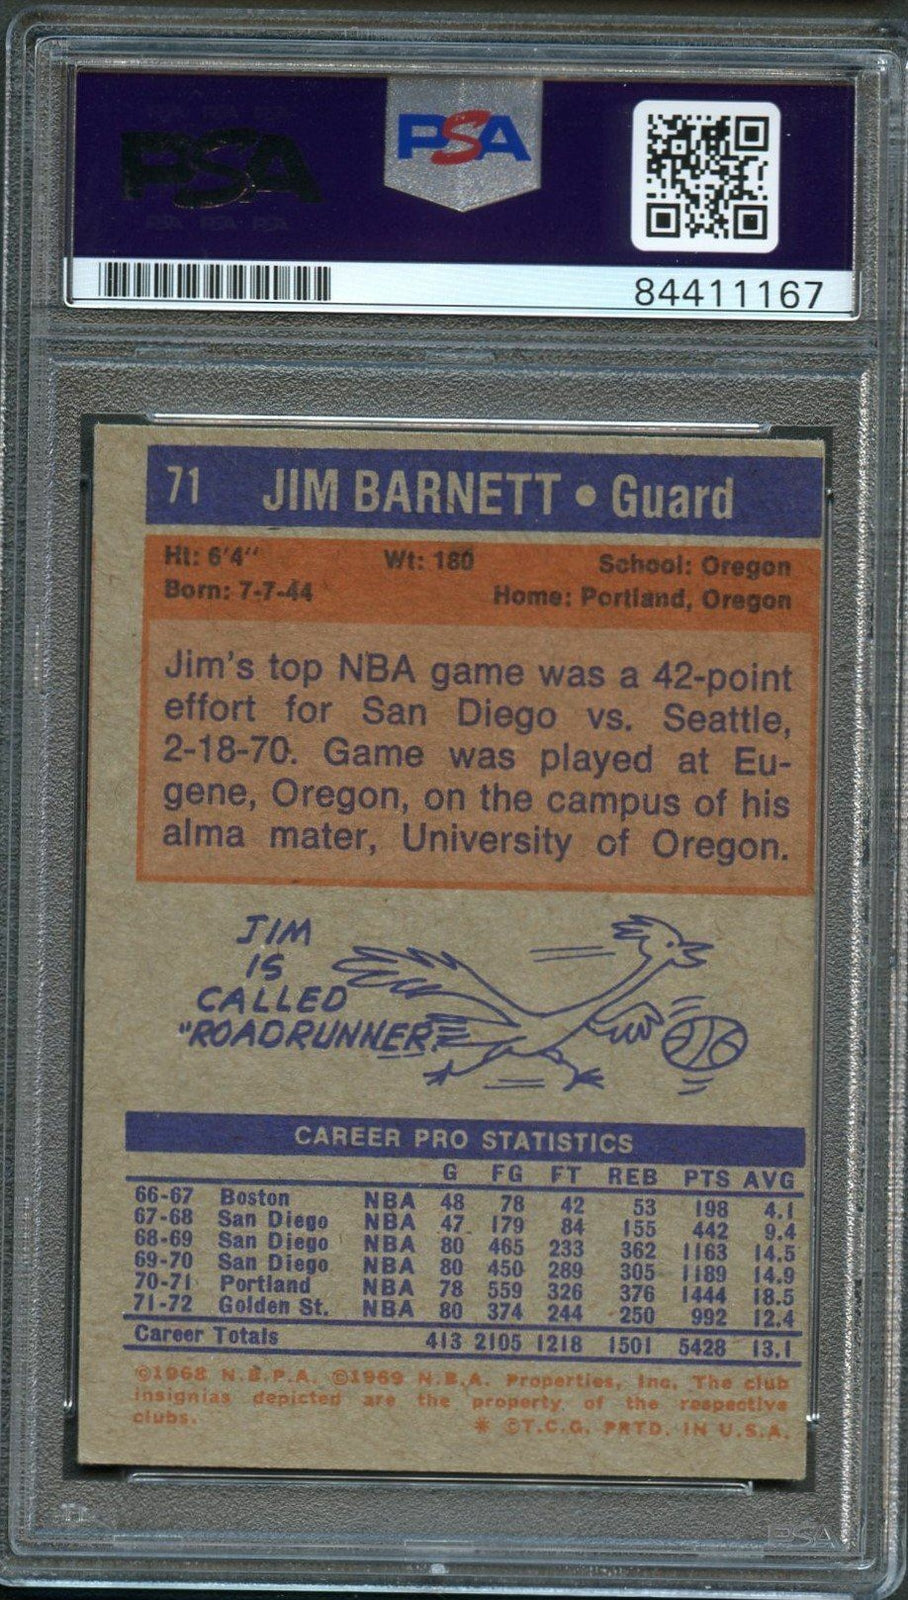 PSA
PSA
PSA PSA PSA
84411167
71 JIM BARNETT • Guard
Ht: 6'4" Wt: 180 School: Oregon
Born: 7-7-44 Home: Portland, Oregon
Jim's top NBA game was a 42-point
effort for San Diego vs. Seattle,
2-18-70. Game was played at Eu-
gene, Oregon, on the campus of his
alma mater, University of Oregon.
JIM
IS
CALLED
"ROADRUNNER"
CAREER PRO STATISTICS
G FG FT REB PTS AVG
66-67 Boston NBA 48 78 42 53 198 4.1
67-68 San Diego NBA 47 179 84 155 442 9.4
68-69 San Diego NBA 80 465 233 362 1163 14.5
69-70 San Diego NBA 80 450 289 305 1189 14.9
70-71 Portland NBA 78 559 326 376 1444 18.5
71-72 Golden St. NBA 80 374 244 250 992 12.4
Career Totals 413 2105 1218 1501 5428 13.1
©1968 N.B.P.A. ©1969 N.B.A. Properties, Inc. The club
insignias depicted are the property of the respective
clubs. * ©T.C.G. PRTD. IN U.S.A.
PSA